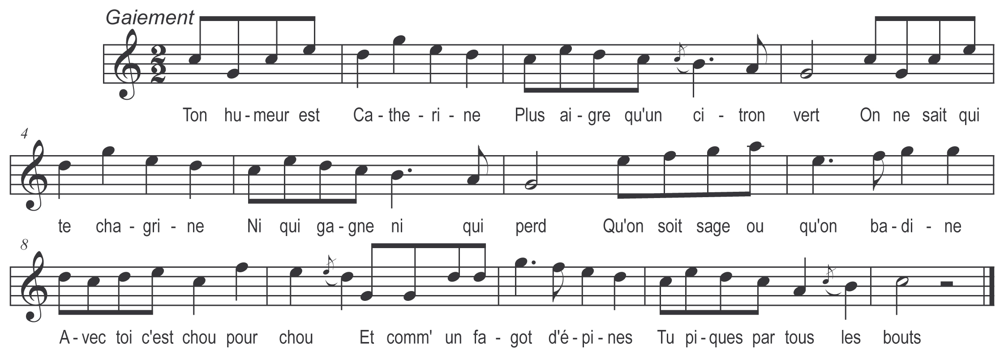 Gaiement
Ton hu - meur est Ca - the - ri - ne Plus ai - gre qu'un ci - tron vert On ne sait qui
4
te cha - gri - ne Ni qui ga - gne ni qui perd Qu'on soit sage ou qu'on ba - di - ne
8
A - vec toi c'est chou pour chou Et comm' un fa - got d'é - pi - nes Tu pi - ques par tous les bouts